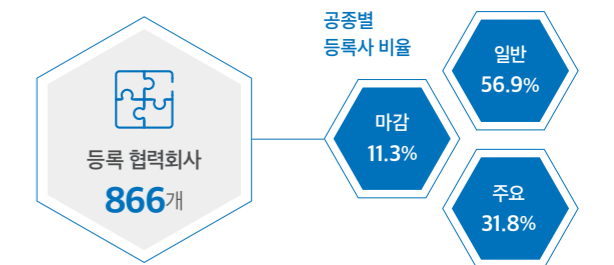 공종별
등록사 비율
일반
56.9%
마감
11.3%
등록 협력회사
866개
주요
31.8%